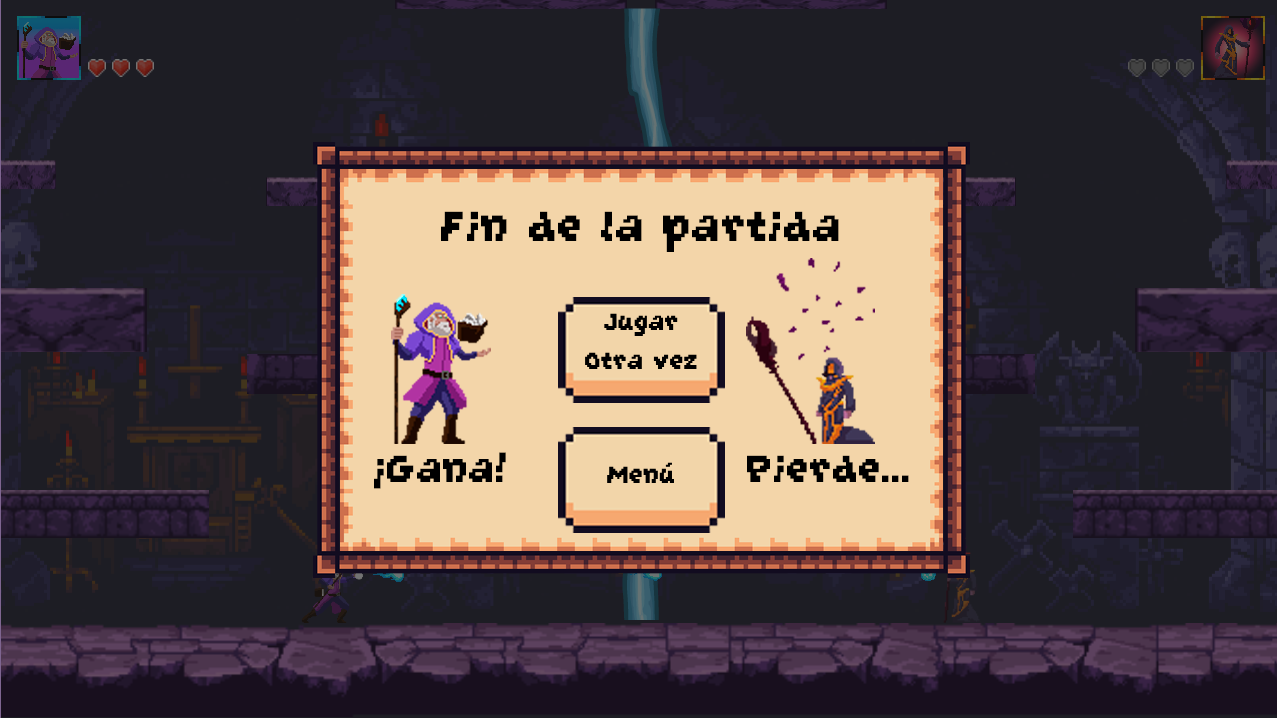 Fin de la partida
Jugar
Otra vez
Menú
¡Gana!
Pierde...